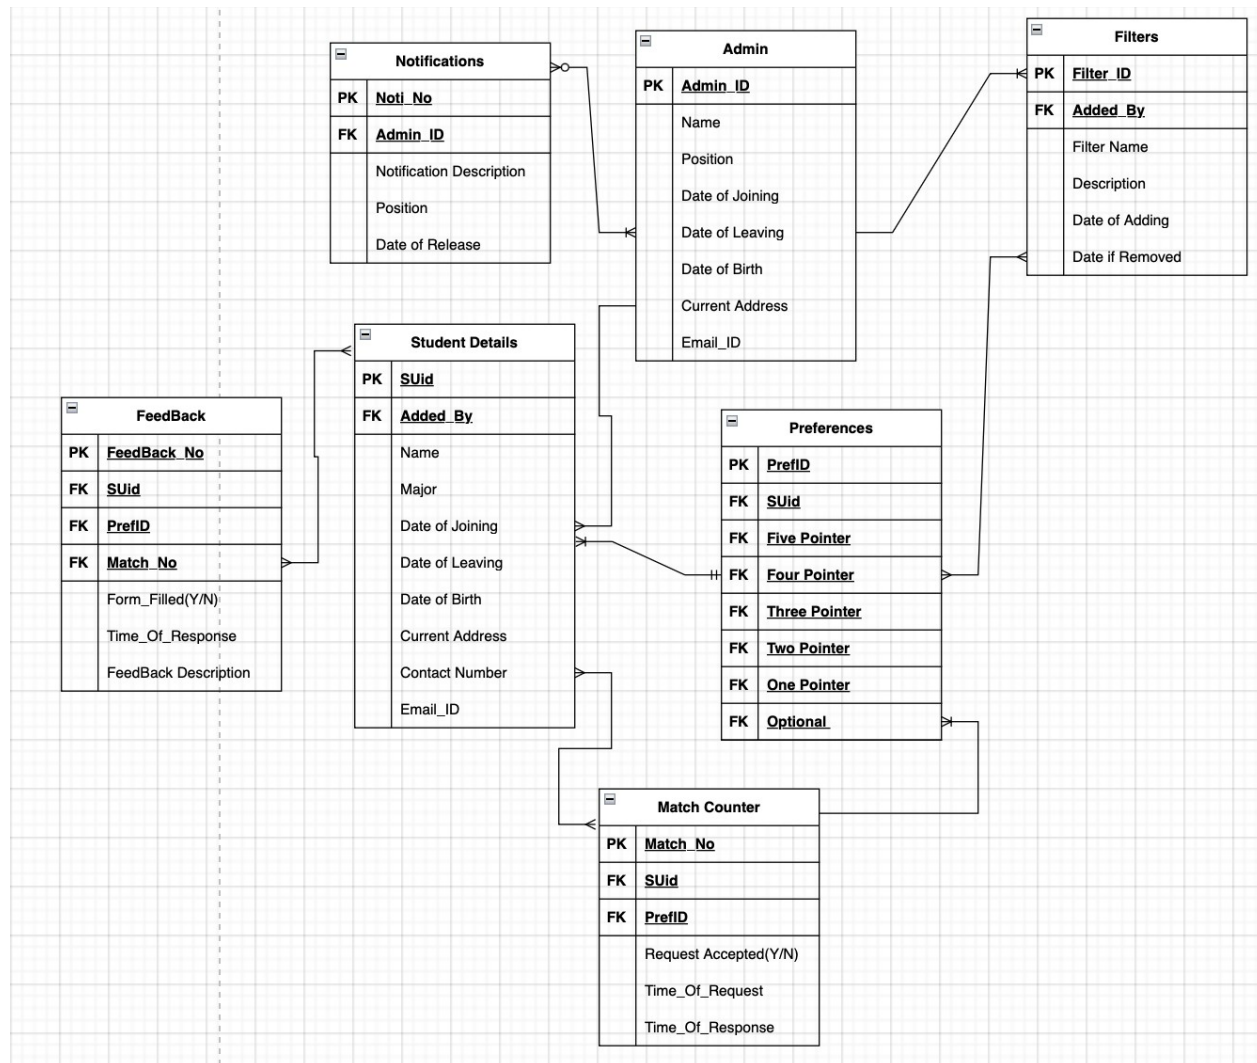 Notifications
PK Noti_No
FK Admin_ID
Notification Description
Position
Date of Release
Admin
PK Admin_ID
Name
Position
Date of Joining
Date of Leaving
Date of Birth
Current Address
Email_ID
Filters
PK Filter_ID
FK Added_By
Filter Name
Description
Date of Adding
Date if Removed
Student Details
PK SUid
FK Added_By
Name
Major
Date of Joining
Date of Leaving
Date of Birth
Current Address
Contact Number
Email_ID
FeedBack
PK FeedBack_No
FK SUid
FK PrefID
FK Match_No
Form_Filled(Y/N)
Time_Of_Response
FeedBack Description
Preferences
PK PrefID
FK SUid
FK Five Pointer
FK Four Pointer
FK Three Pointer
FK Two Pointer
FK One Pointer
FK Optional
Match Counter
PK Match_No
FK SUid
FK PrefID
Request Accepted(Y/N)
Time_Of_Request
Time_Of_Response